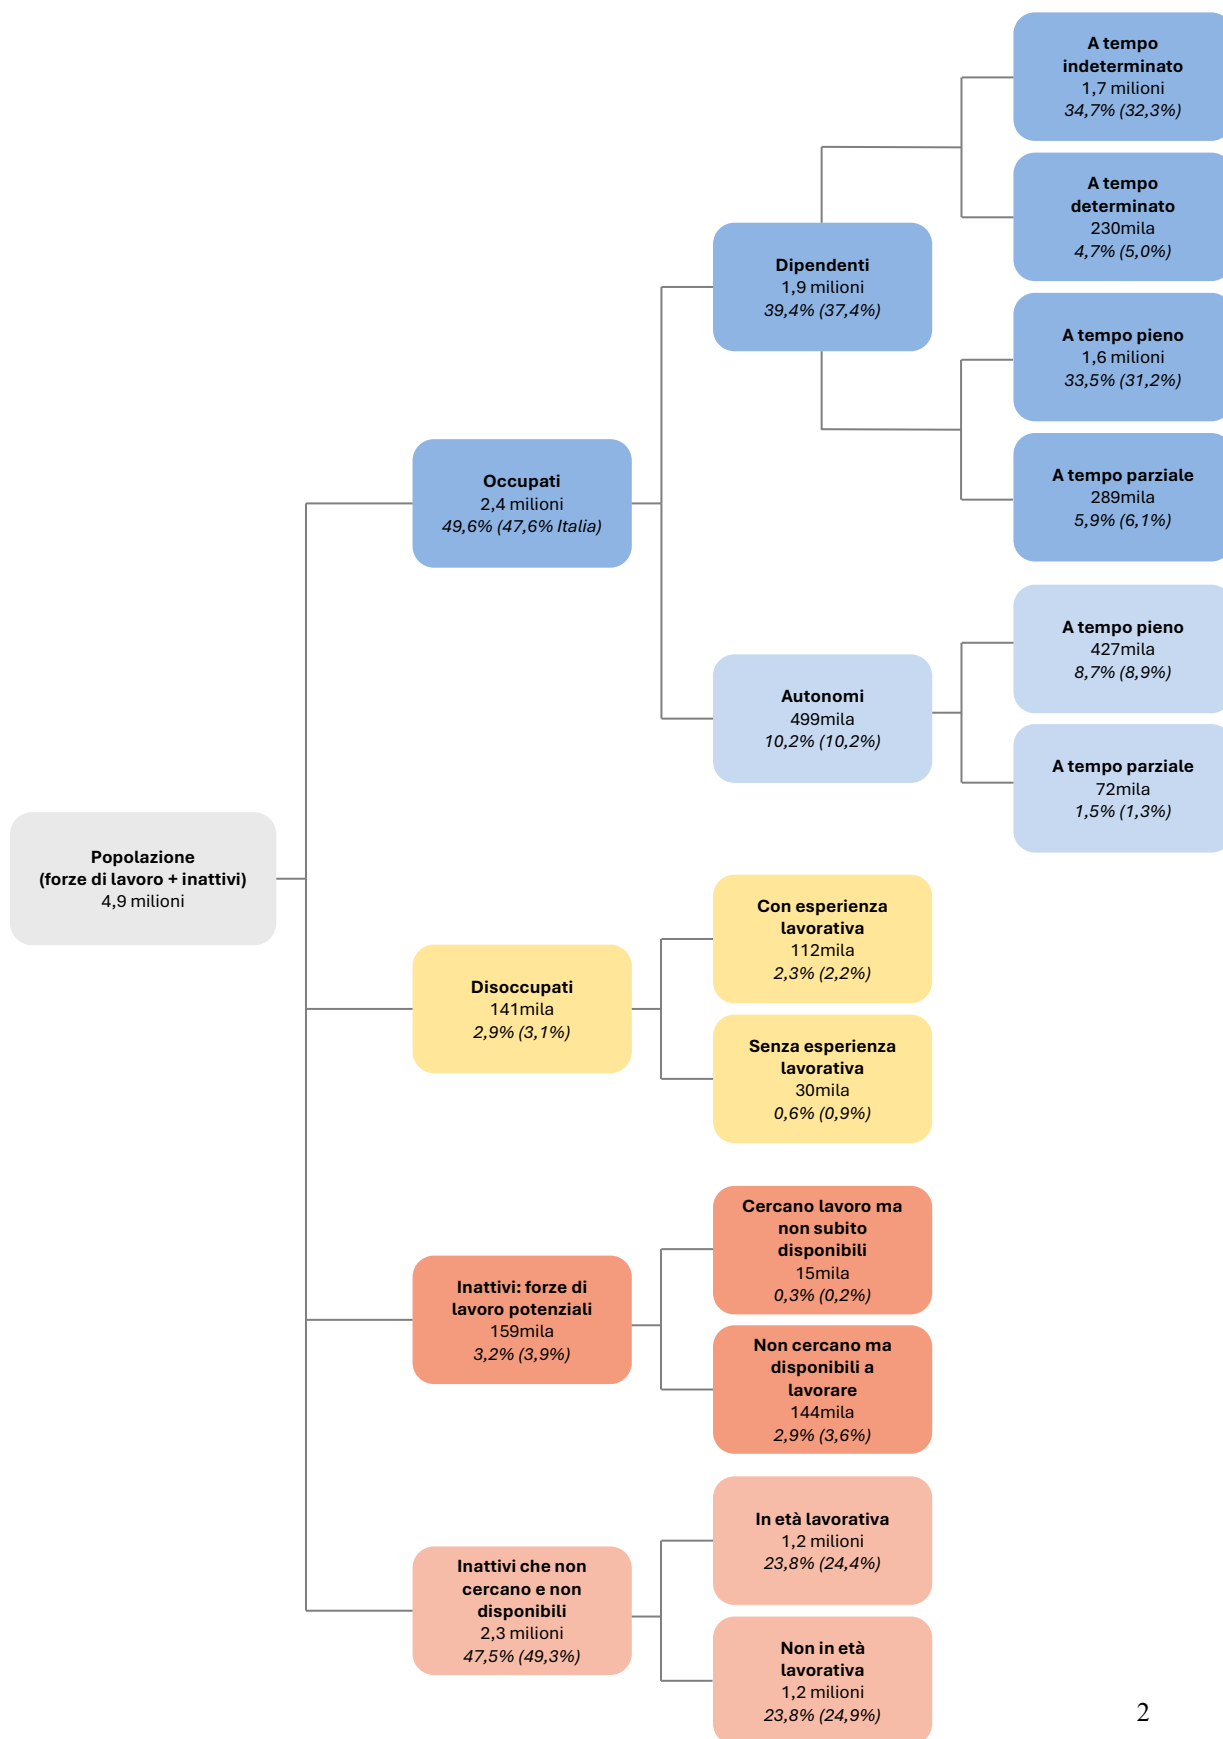 Popolazione
(forze di lavoro + inattivi)
4,9 milioni
Occupati
2,4 milioni
49,6% (47,6% Italia)
Dipendenti
1,9 milioni
39,4% (37,4%)
A tempo
indeterminato
1,7 milioni
34,7% (32,3%)
A tempo
determinato
230mila
4,7% (5,0%)
A tempo pieno
1,6 milioni
33,5% (31,2%)
A tempo parziale
289mila
5,9% (6,1%)
Autonomi
499mila
10,2% (10,2%)
A tempo pieno
427mila
8,7% (8,9%)
A tempo parziale
72mila
1,5% (1,3%)
Disoccupati
141mila
2,9% (3,1%)
Con esperienza
lavorativa
112mila
2,3% (2,2%)
Senza esperienza
lavorativa
30mila
0,6% (0,9%)
Inattivi: forze di
lavoro potenziali
159mila
3,2% (3,9%)
Cercano lavoro ma
non subito
disponibili
15mila
0,3% (0,2%)
Non cercano ma
disponibili a
lavorare
144mila
2,9% (3,6%)
Inattivi che non
cercano e non
disponibili
2,3 milioni
47,5% (49,3%)
In età lavorativa
1,2 milioni
23,8% (24,4%)
Non in età
lavorativa
1,2 milioni
23,8% (24,9%)
2